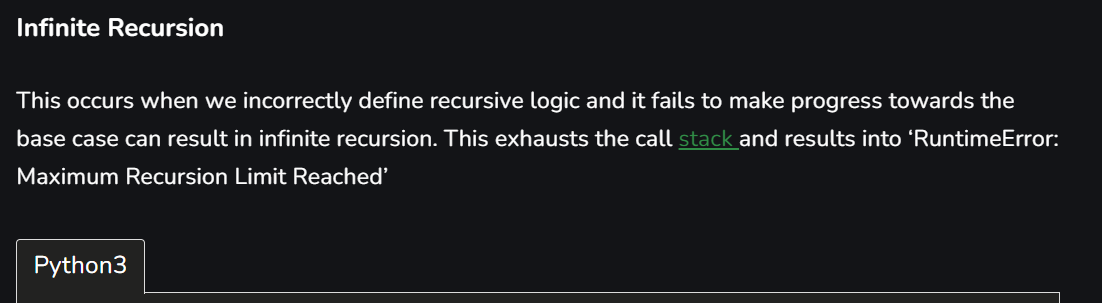 Infinite Recursion
This occurs when we incorrectly define recursive logic and it fails to make progress towards the
base case can result in infinite recursion. This exhausts the call stack and results into ‘RuntimeError:
Maximum Recursion Limit Reached’
Python3